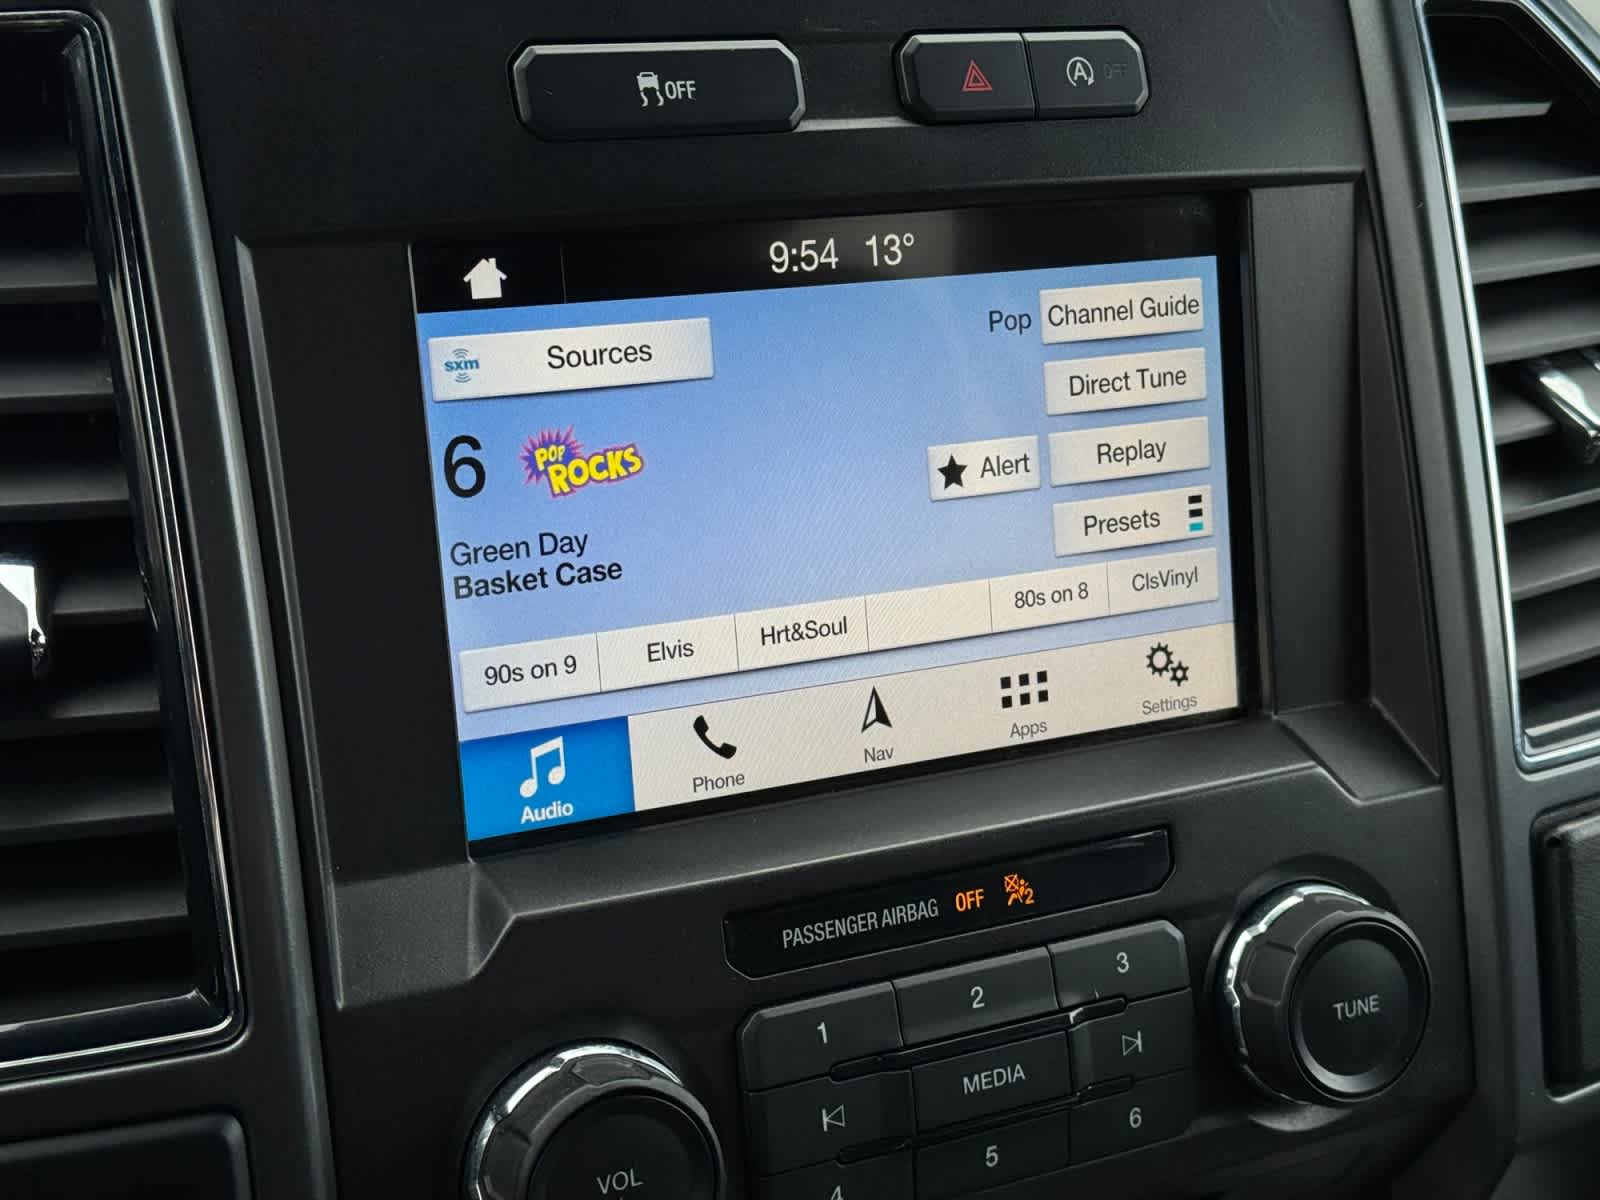 OFF
A OFF
9:54 13°
sxm Sources
Pop Channel Guide
Direct Tune
6 POP ROCKS
Alert Replay
Presets
Green Day
Basket Case
90s on 9 Elvis Hrt&Soul 80s on 8 ClsVinyl
Audio Phone Nav Apps Settings
PASSENGER AIRBAG OFF 2
1 2 3
MEDIA
4 5 6
VOL
TUNE